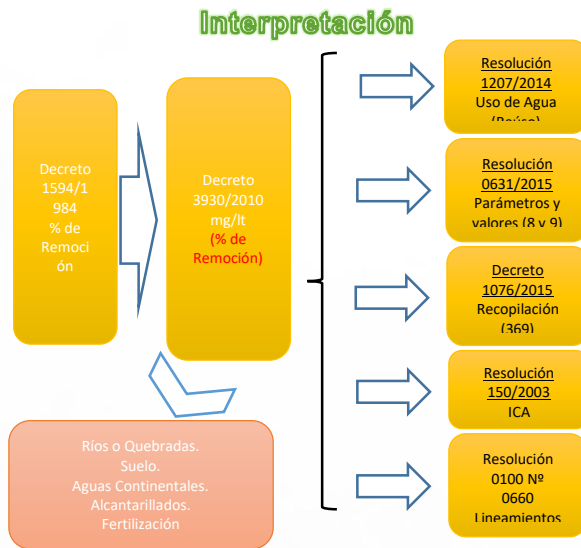 Interpretación
Decreto
1594/1
984
% de
Remoci
ón
Decreto
3930/2010
mg/lt
(% de
Remoción)
Ríos o Quebradas.
Suelo.
Aguas Continentales.
Alcantarillados.
Fertilización
Resolución
1207/2014
Uso de Agua
(Reúso)
Resolución
0631/2015
Parámetros y
valores (8 y 9)
Decreto
1076/2015
Recopilación
(369)
Resolución
150/2003
ICA
Resolución
0100 Nº
0660
Lineamientos